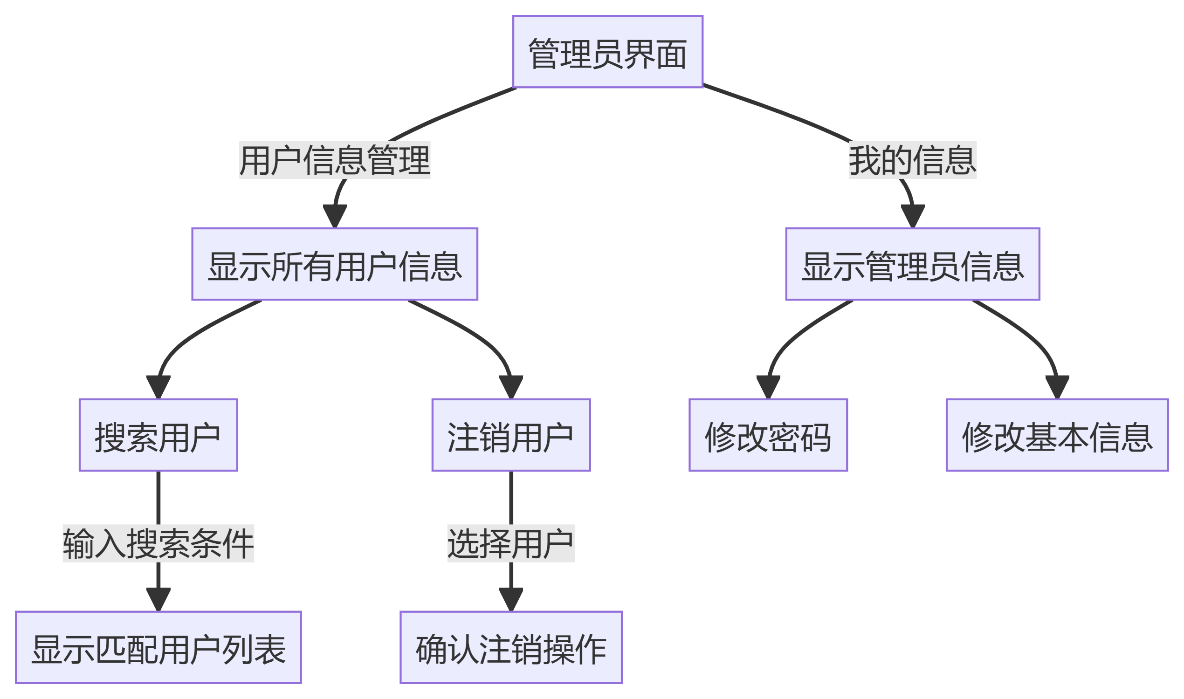 管理员界面
用户信息管理
我的信息
显示所有用户信息
显示管理员信息
搜索用户
注销用户
修改密码
修改基本信息
输入搜索条件
选择用户
显示匹配用户列表
确认注销操作